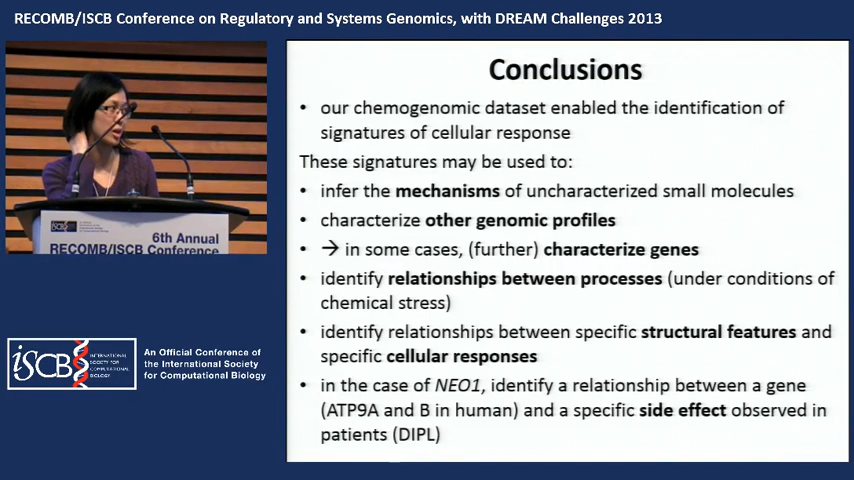 RECOMB/ISCB Conference on Regulatory and Systems Genomics, with DREAM Challenges 2013
6th Annual
RECOMB/ISCB Conference
iSCB
INTERNATIONAL
SOCIETY FOR
COMPUTATIONAL
BIOLOGY
An Official Conference of
the International Society
for Computational Biology
Conclusions
• our chemogenomic dataset enabled the identification of
signatures of cellular response
These signatures may be used to:
• infer the mechanisms of uncharacterized small molecules
• characterize other genomic profiles
• → in some cases, (further) characterize genes
• identify relationships between processes (under conditions of
chemical stress)
• identify relationships between specific structural features and
specific cellular responses
• in the case of NEO1, identify a relationship between a gene
(ATP9A and B in human) and a specific side effect observed in
patients (DIPL)